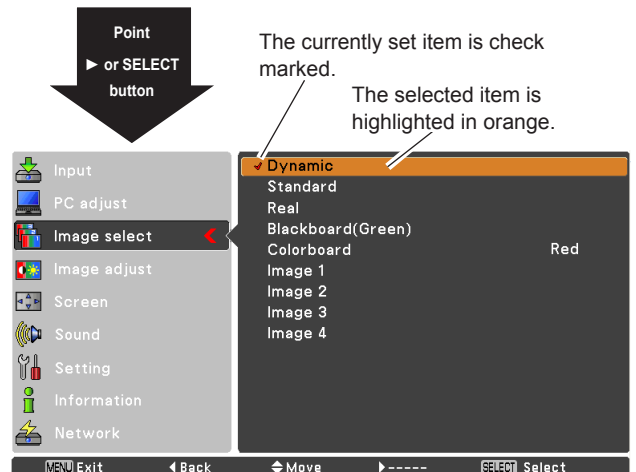 Point
► or SELECT
button
The currently set item is check
marked.
The selected item is
highlighted in orange.
Input
PC adjust
Image select
Image adjust
Screen
Sound
Setting
Information
Network
✔ Dynamic
Standard
Real
Blackboard(Green)
Colorboard Red
Image 1
Image 2
Image 3
Image 4
MENU Exit ◀ Back ◆ Move ▶ ----- SELECT Select